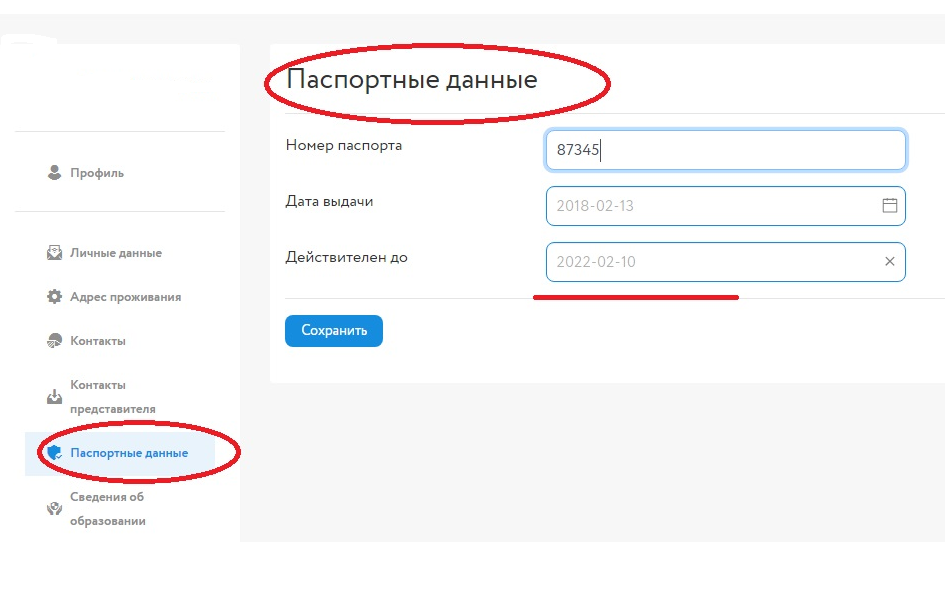 Профиль
Личные данные
Адрес проживания
Контакты
Контакты
представителя
Паспортные данные
Сведения об
образовании
Паспортные данные
Номер паспорта
87345
Дата выдачи
2018-02-13
Действителен до
2022-02-10
Сохранить